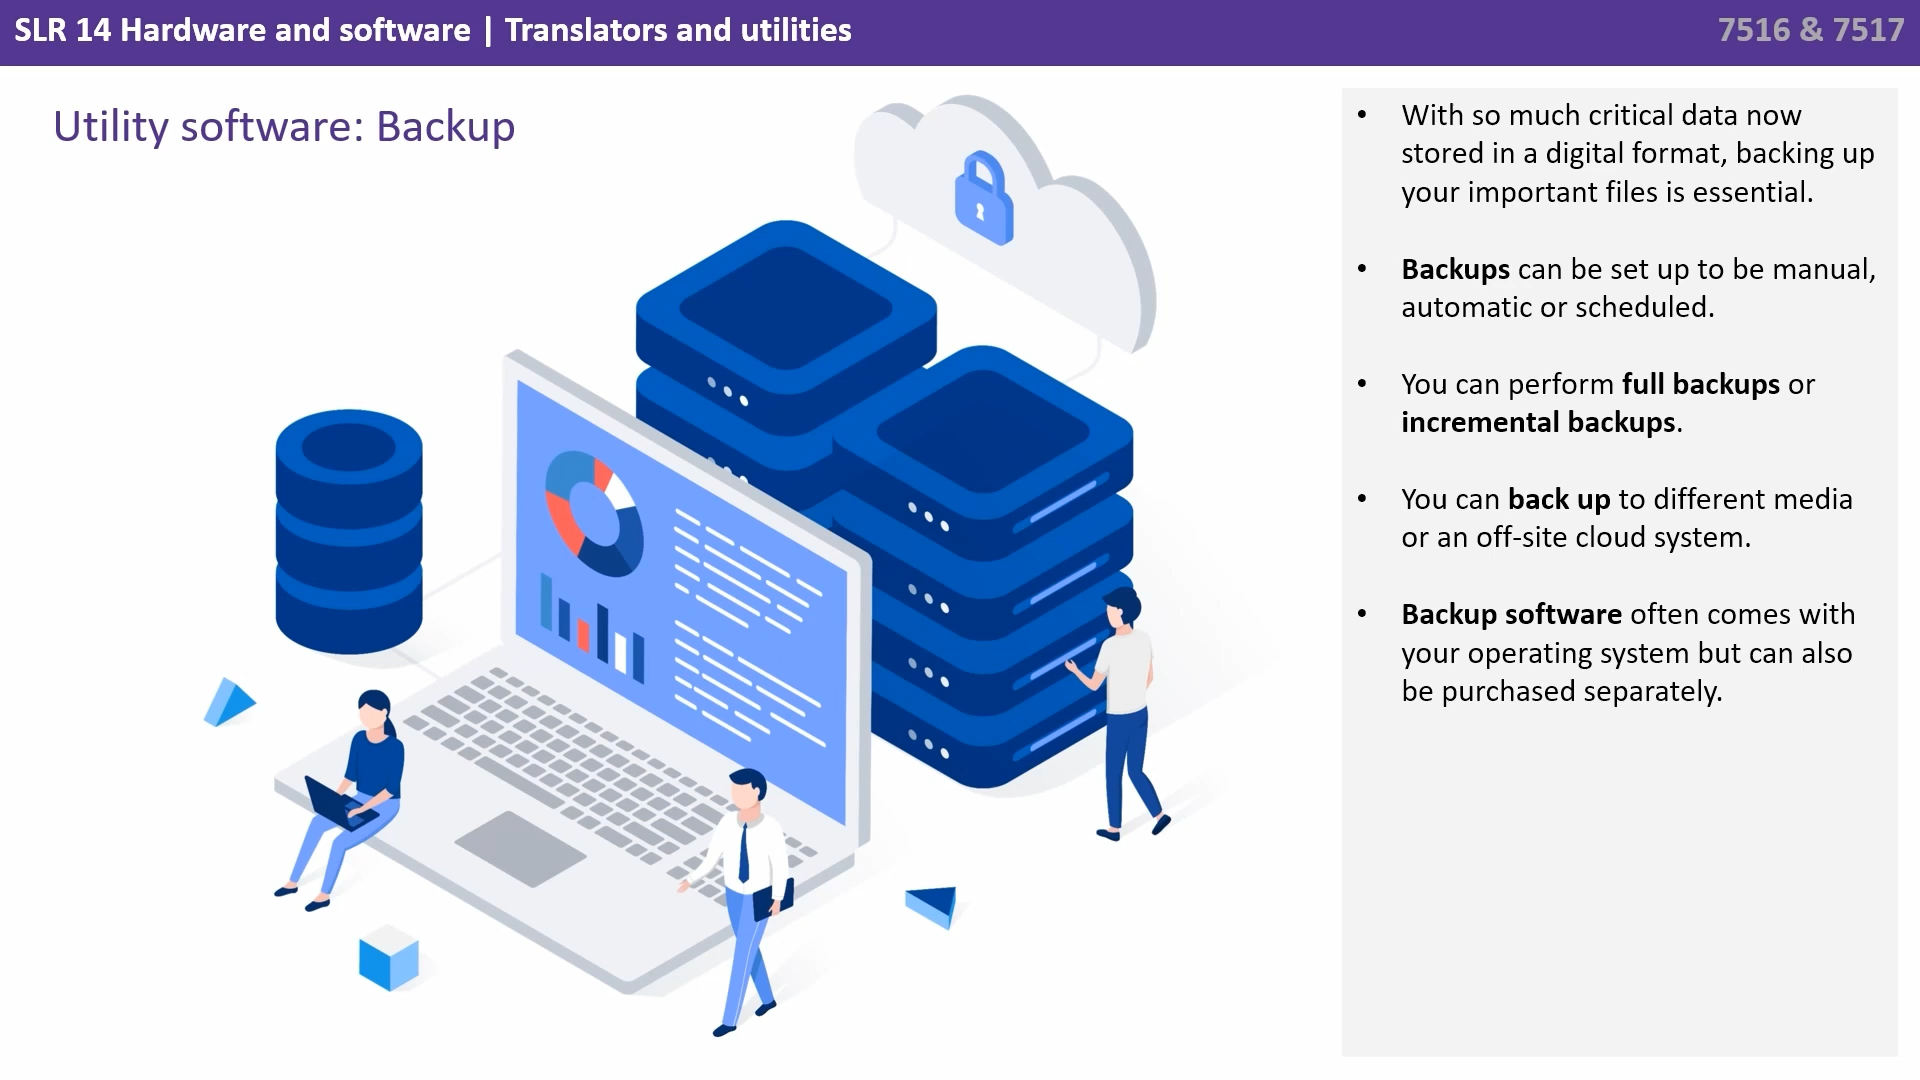 SLR 14 Hardware and software | Translators and utilities
7516 & 7517
Utility software: Backup
• With so much critical data now
stored in a digital format, backing up
your important files is essential.
• Backups can be set up to be manual,
automatic or scheduled.
• You can perform full backups or
incremental backups.
• You can back up to different media
or an off-site cloud system.
• Backup software often comes with
your operating system but can also
be purchased separately.